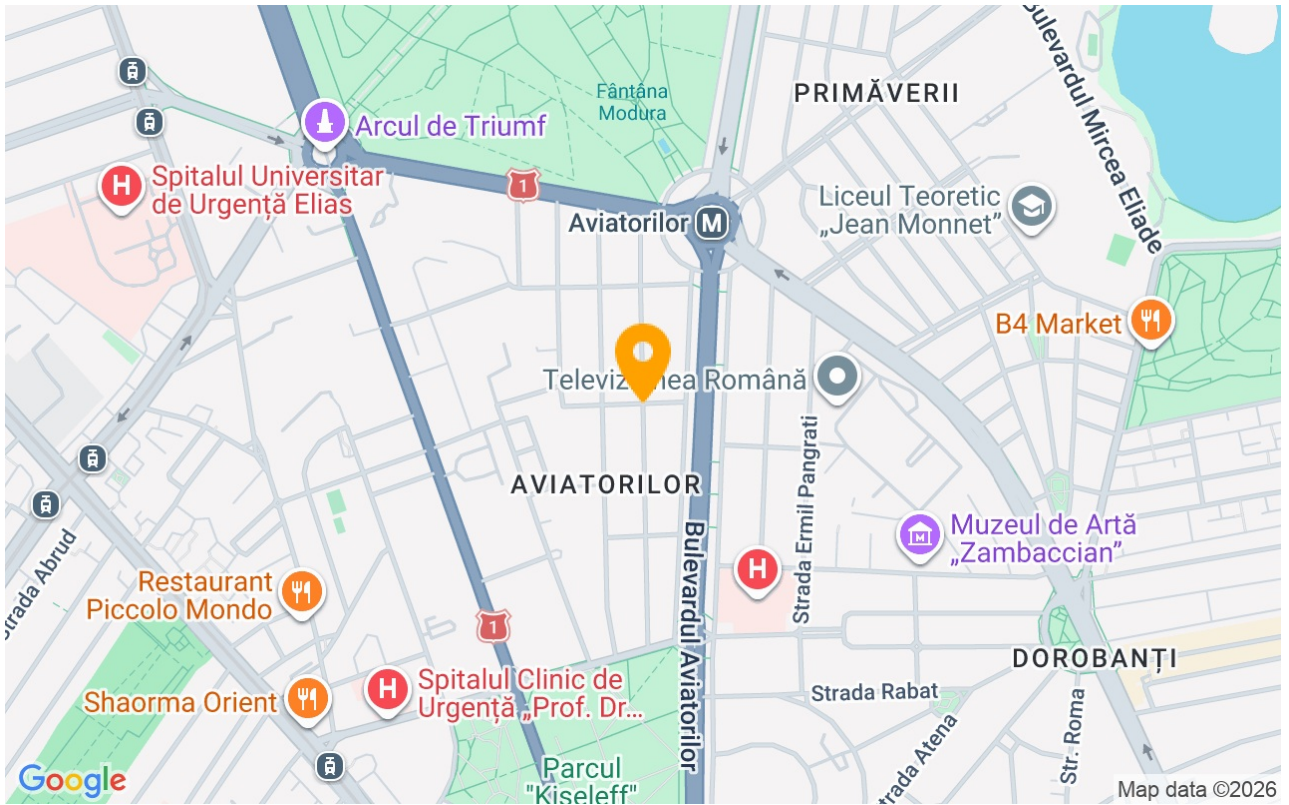 Bulevardul Mircea Eliade
PRIMĂVERII
Fântâna
Modura
Arcul de Triumf
1
H
Spitalul Universitar
de Urgență Elias
Aviatorilor M
Liceul Teoretic
„Jean Monnet”
B4 Market
Română
AVIATORILOR
Bulevardul Aviatorilor
Strada Ermil Pangrati
M
Muzeul de Artă
„Zambaccian”
H
Strada Abrud
Restaurant
Piccolo Mondo
1
DOROBANȚI
H
Spitalul Clinic de
Urgență „Prof. Dr...
Shaorma Orient
Strada Rabat
Strada Atena
Str. Roma
Parcul
"Kiseleff"
Google
Map data ©2026